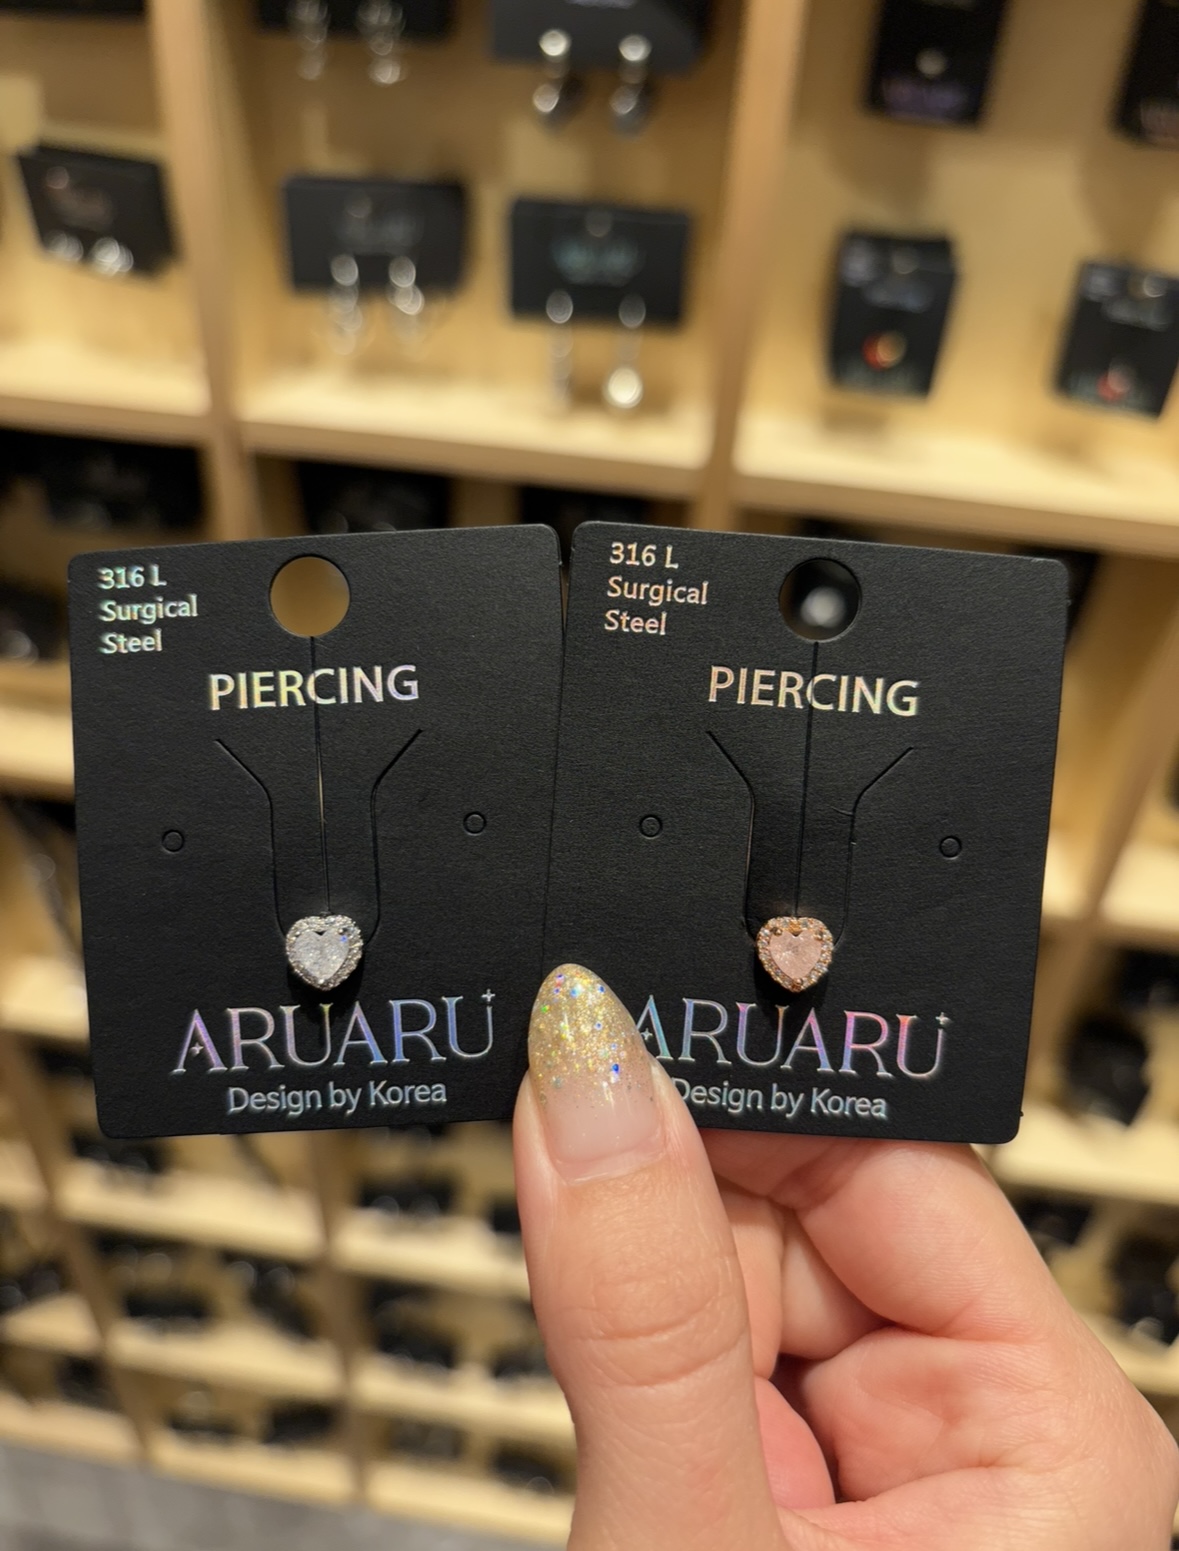 316 L
Surgical
Steel
PIERCING
ARUARU
Design by Korea
316 L
Surgical
Steel
PIERCING
ARUARU
Design by Korea